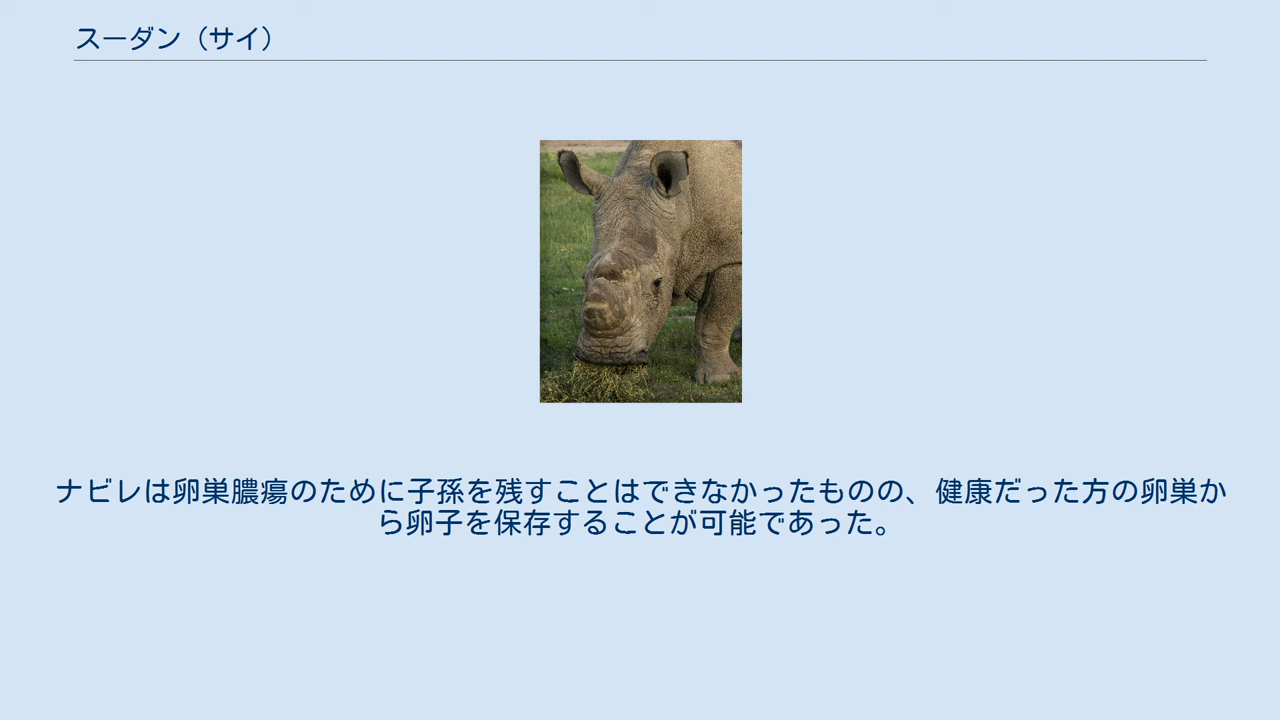 スーダン（サイ）
ナビレは卵巣膿瘍のために子孫を残すことはできなかったものの、健康だった方の卵巣か
ら卵子を保存することが可能であった。